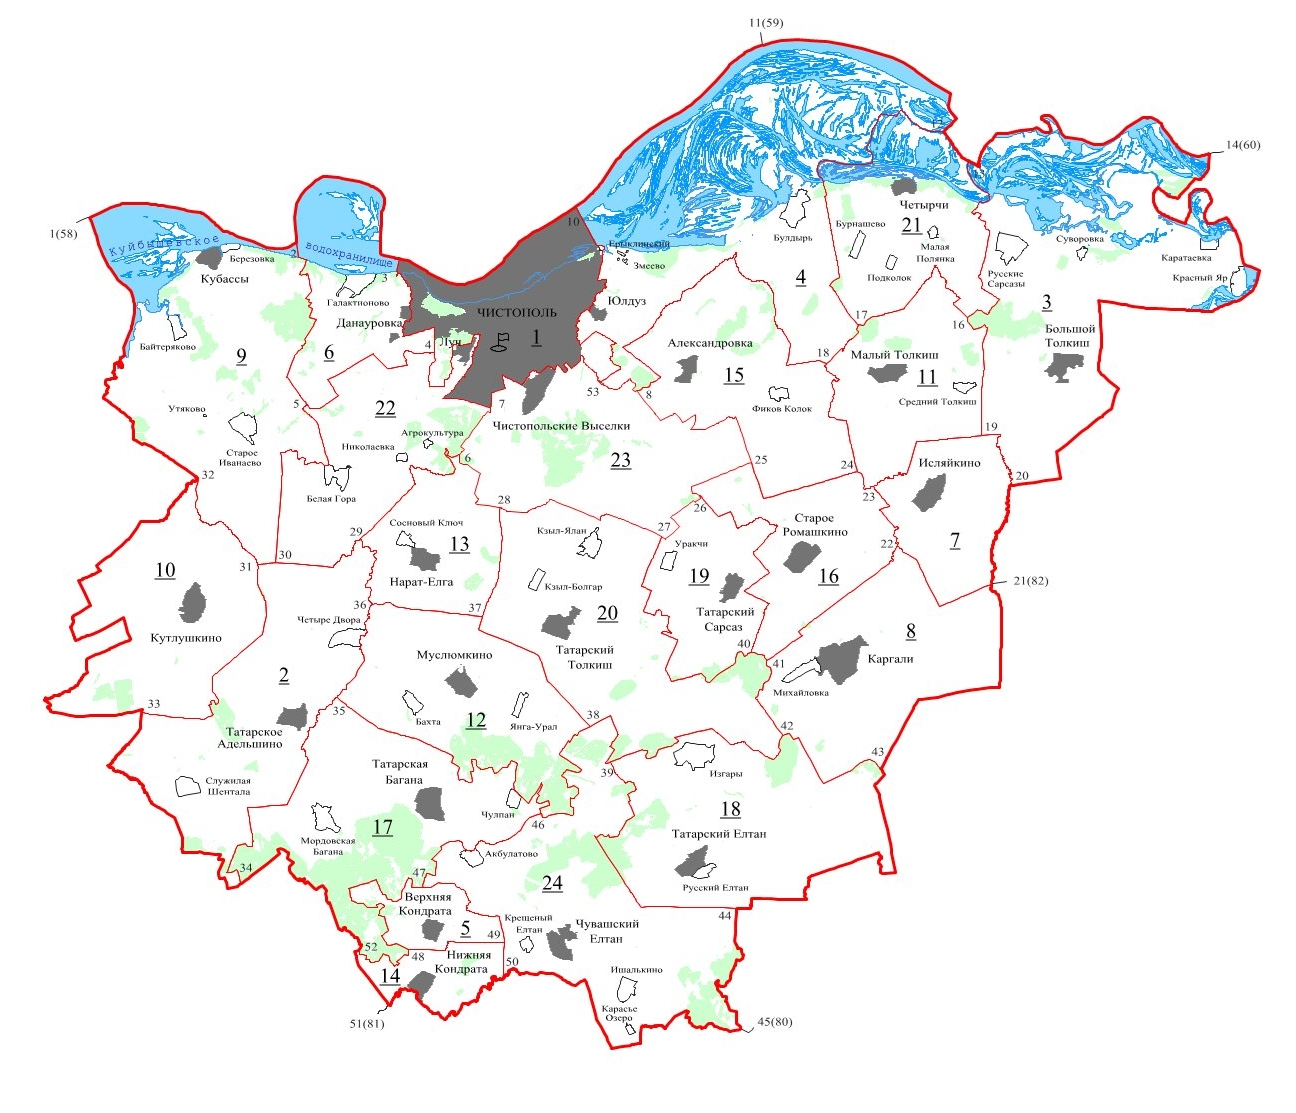 11(59)
14(60)
1(58)
Куйбышевское
водохранилище
Березовка
Кубассы
Байтеряково
9
Утяково
Старое
Иванаево
2
3
Галактионово
Данауровка
6
4
5
Луч
ЧИСТОПОЛЬ
1
10
Ерыклинский
Змеево
Юлдуз
Булдырь
4
12
13
Четырчи
21
Бурнашево
Малая
Полянка
Подколок
Русские
Сарсазы
Суворовка
Каратаевка
Красный Яр
3
Большой
Толкиш
17
16
18
Малый Толкиш
11
Средний Толкиш
Александровка
15
Фиков Колок
53
8
7
22
Агрокультура
Николаевка
6
Чистопольские Выселки
23
25
24
19
20
23
Исляйкино
7
22
21(82)
32
Белая Гора
29
30
31
28
26
27
Сосновый Ключ
13
Нарат-Елга
Кзыл-Ялан
Кзыл-Болгар
20
Татарский
Толкиш
Уракчи
19
Татарский
Сарсаз
Старое
Ромашкино
16
10
Кутлушкино
33
36
37
Четыре Двора
2
Татарское
Адельшино
Служилая
Шентала
35
34
Муслюмкино
Бахта
12
Янга-Урал
38
39
40
41
8
Каргали
Михайловка
42
43
Изгары
18
Татарский Елтан
Русский Елтан
44
Татарская
Багана
Чулпан
17
Мордовская
Багана
46
Акбулатово
47
24
Верхняя
Кондрата
5
49
Крещеный
Елтан
Чувашский
Елтан
52
48
50
14
Нижняя
Кондрата
Ишалькино
Карасье
Озеро
51(81)
45(80)